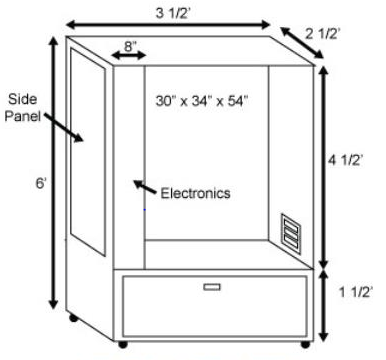 3 1/2'
2 1/2'
8"
Side
Panel
30" x 34" x 54"
4 1/2'
6'
Electronics
1 1/2'